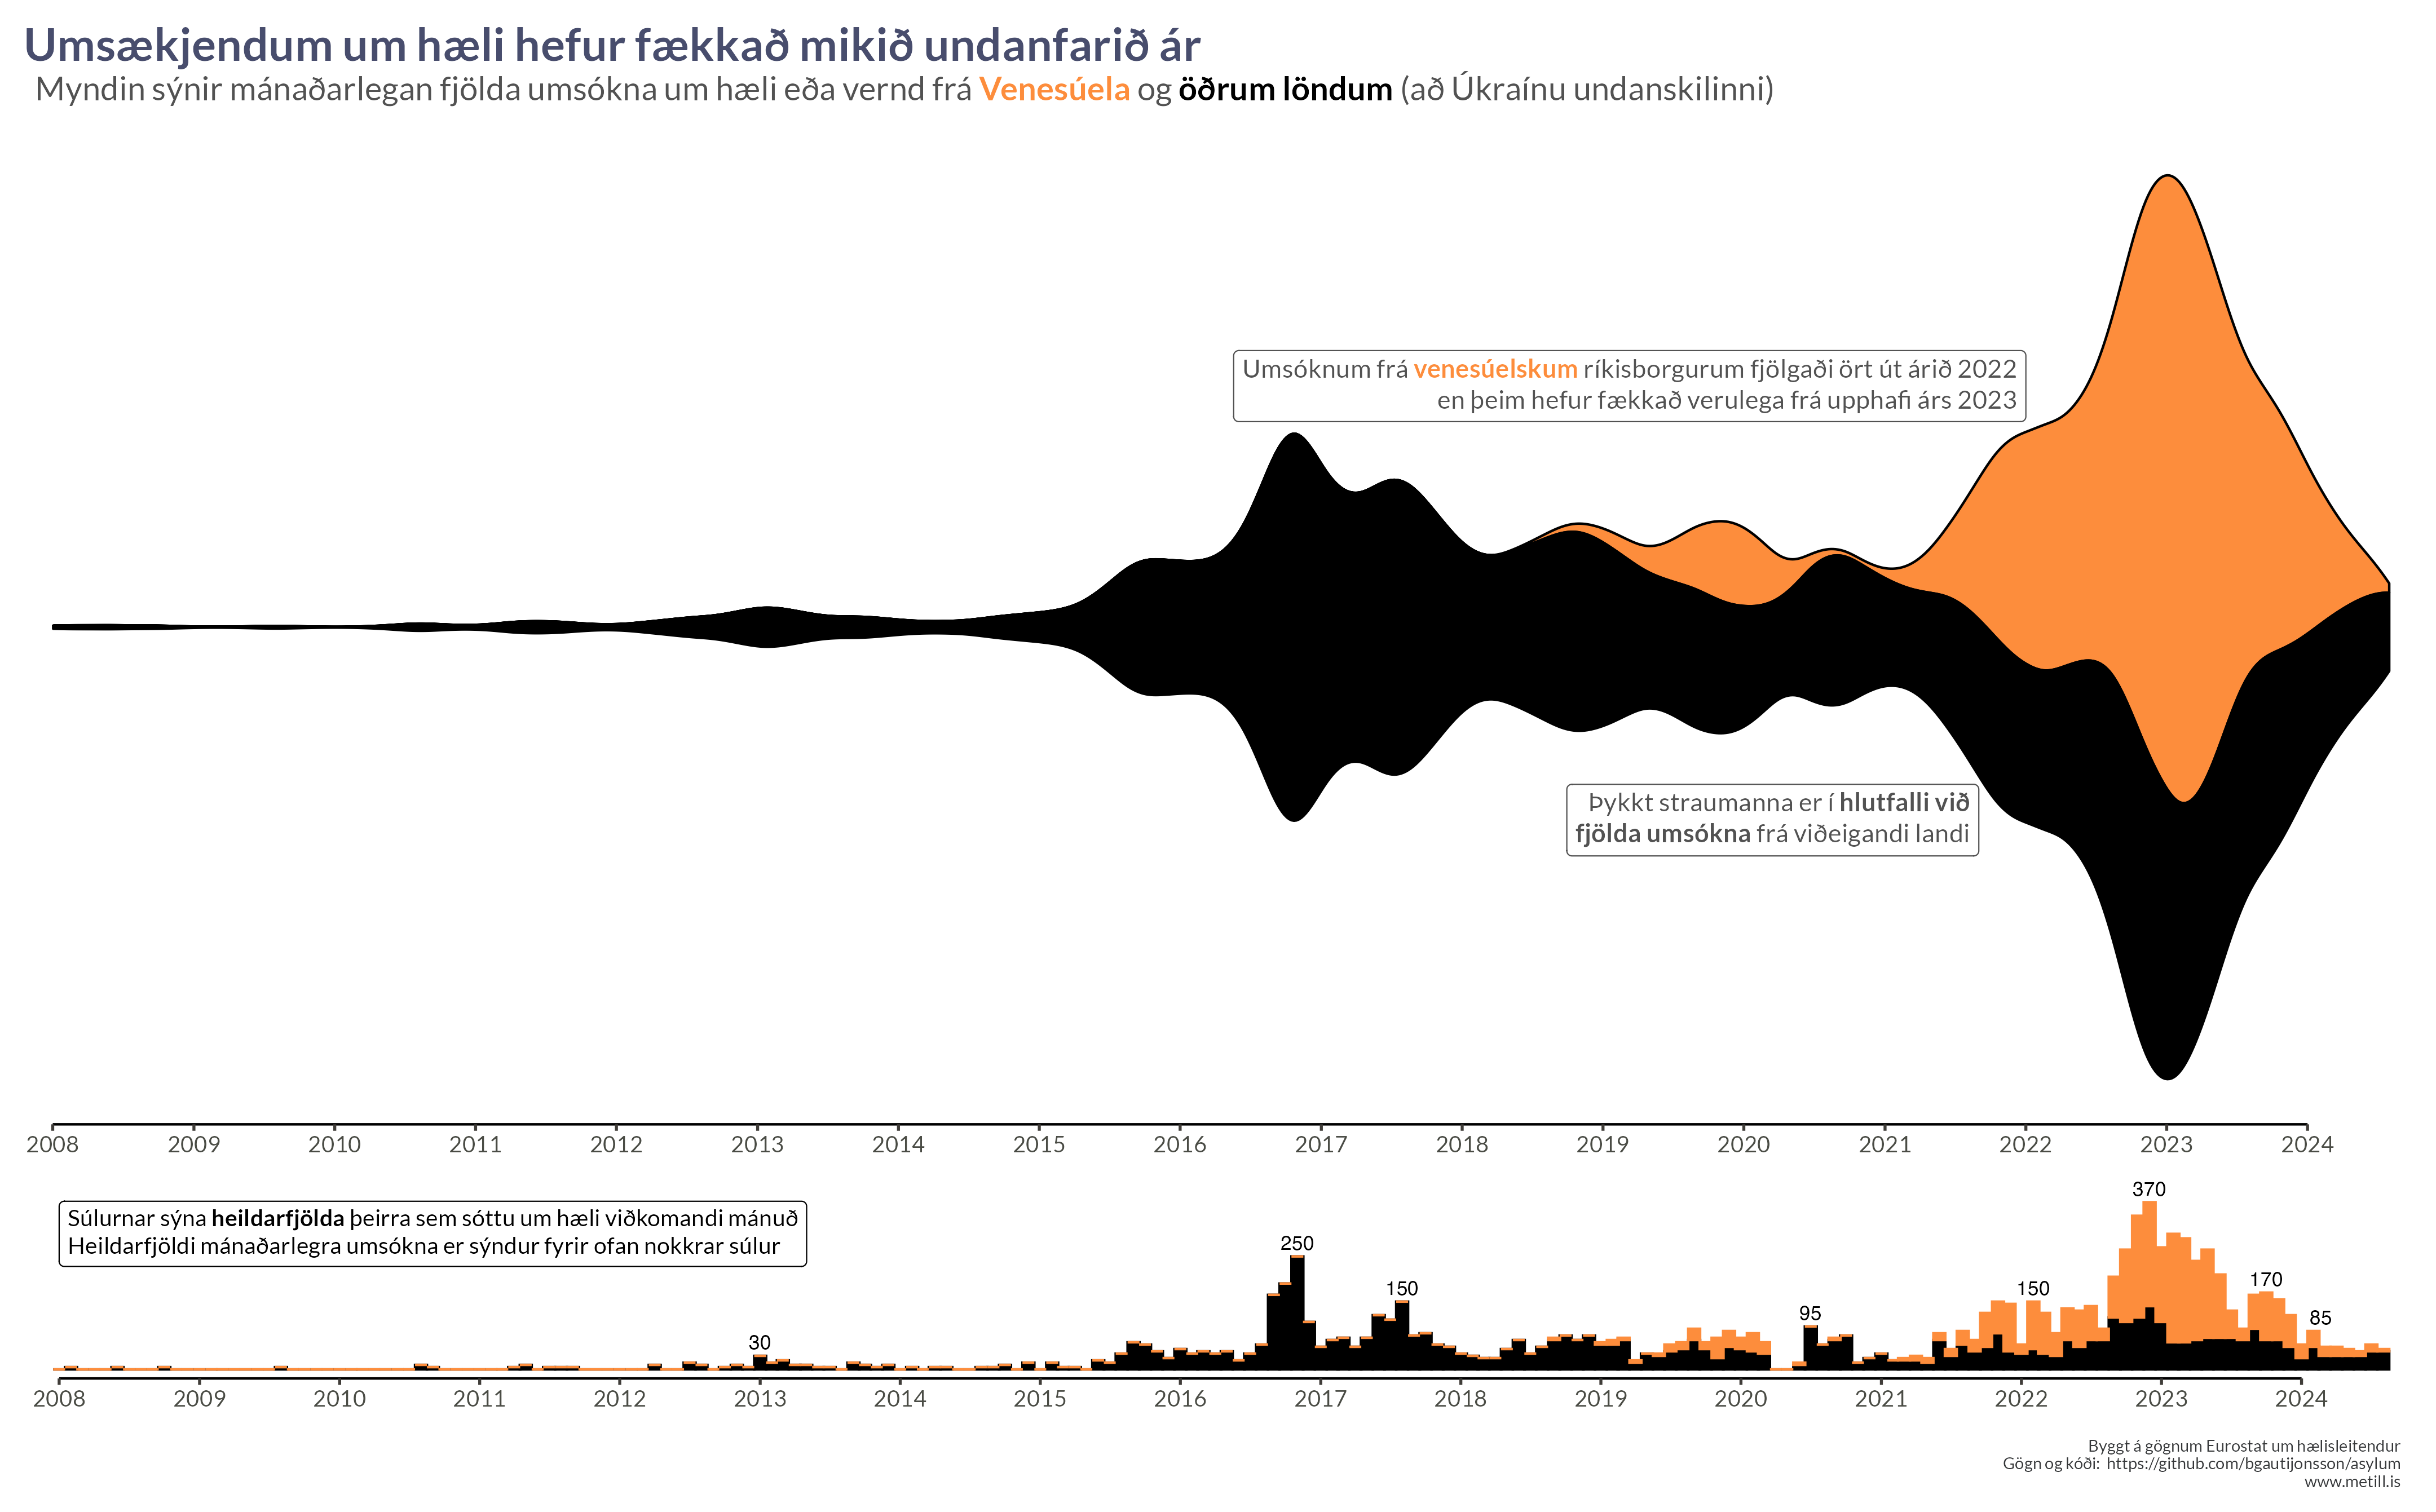 Umsækjendum um hæli hefur fækkað mikið undanfarið ár
Myndin sýnir mánaðarlegan fjölda umsókna um hæli eða vernd frá Venesúela og öðrum löndum (að Úkraínu undanskilinni)
Umsóknum frá venesúelskum ríkisborgurum fjölgaði ört út árið 2022
en þeim hefur fækkað verulega frá upphafi árs 2023
Þykkt straumanna er í hlutfalli við
fjölda umsókna frá viðeigandi landi
2008 2009 2010 2011 2012 2013 2014 2015 2016 2017 2018 2019 2020 2021 2022 2023 2024
Súlurnar sýna heildarfjölda þeirra sem sóttu um hæli viðkomandi mánuð
Heildarfjöldi mánaðarlegra umsókna er sýndur fyrir ofan nokkrar súlur
30 250 150 95 150 370 170 85
2008 2009 2010 2011 2012 2013 2014 2015 2016 2017 2018 2019 2020 2021 2022 2023 2024
Byggt á gögnum Eurostat um hælisleitendur
Gögn og kóði: https://github.com/bgautijonsson/asylum
www.metill.is